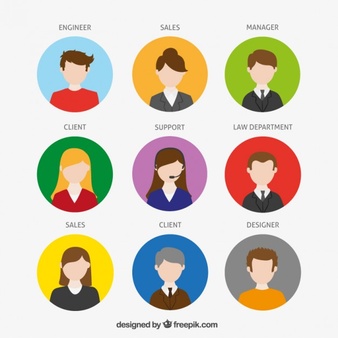 ENGINEER SALES MANAGER
CLIENT SUPPORT LAW DEPARTMENT
SALES CLIENT DESIGNER
designed by freepik.com